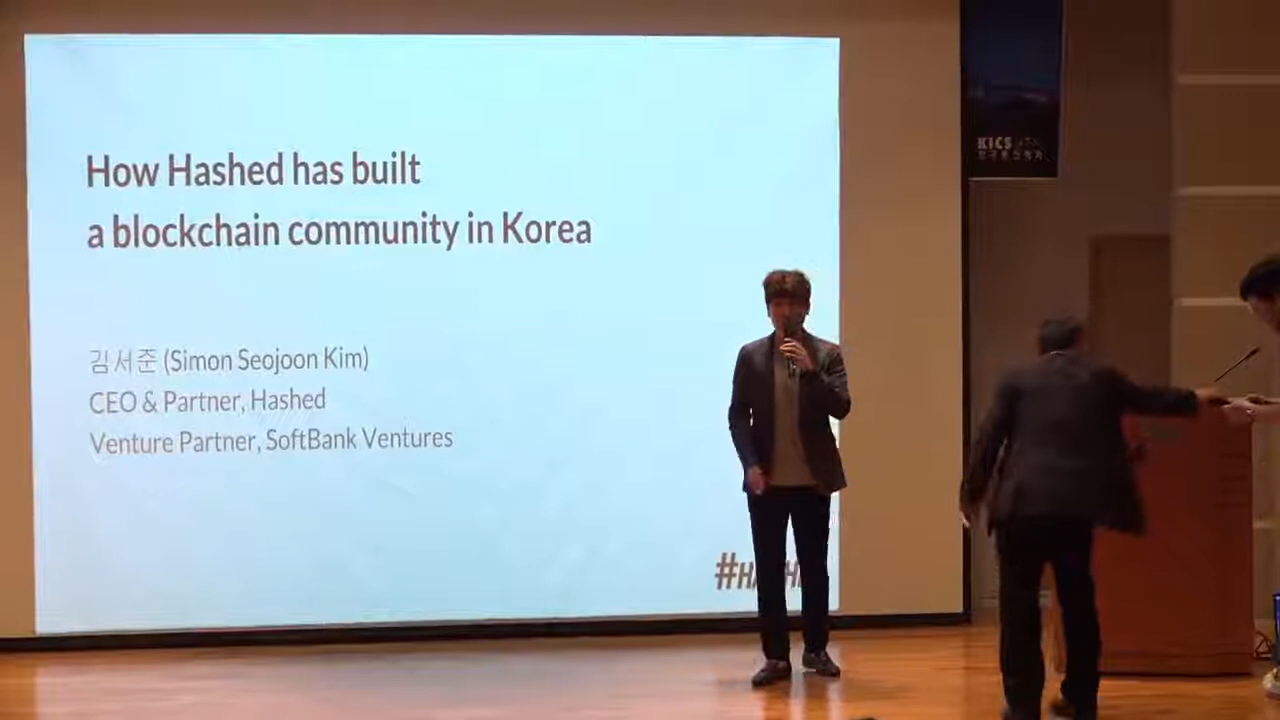 How Hashed has built
a blockchain community in Korea
김서준 (Simon Seojoon Kim)
CEO & Partner, Hashed
Venture Partner, SoftBank Ventures
KICS